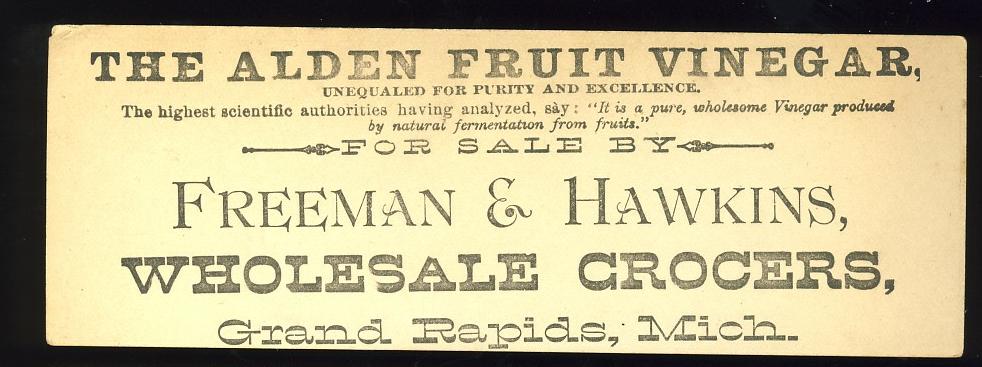 THE ALDEN FRUIT VINEGAR,
UNEQUALED FOR PURITY AND EXCELLENCE.
The highest scientific authorities having analyzed, say: "It is a pure, wholesome Vinegar produced
by natural fermentation from fruits."
FOR SALE BY
FREEMAN & HAWKINS,
WHOLESALE GROCERS,
Grand Rapids, Mich.